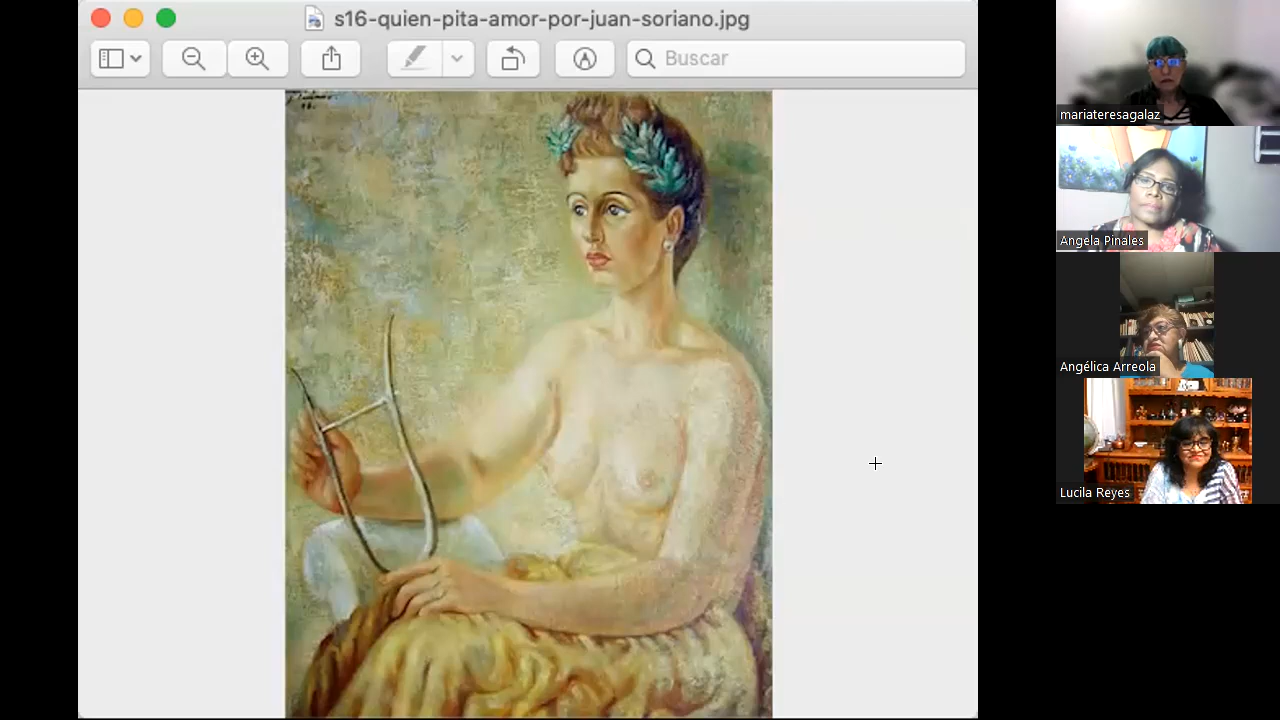 s16-quien-pita-amor-por-juan-soriano.jpg
Buscar
mariateresagalaz
Angela Pinales
Angélica Arreola
Lucila Reyes